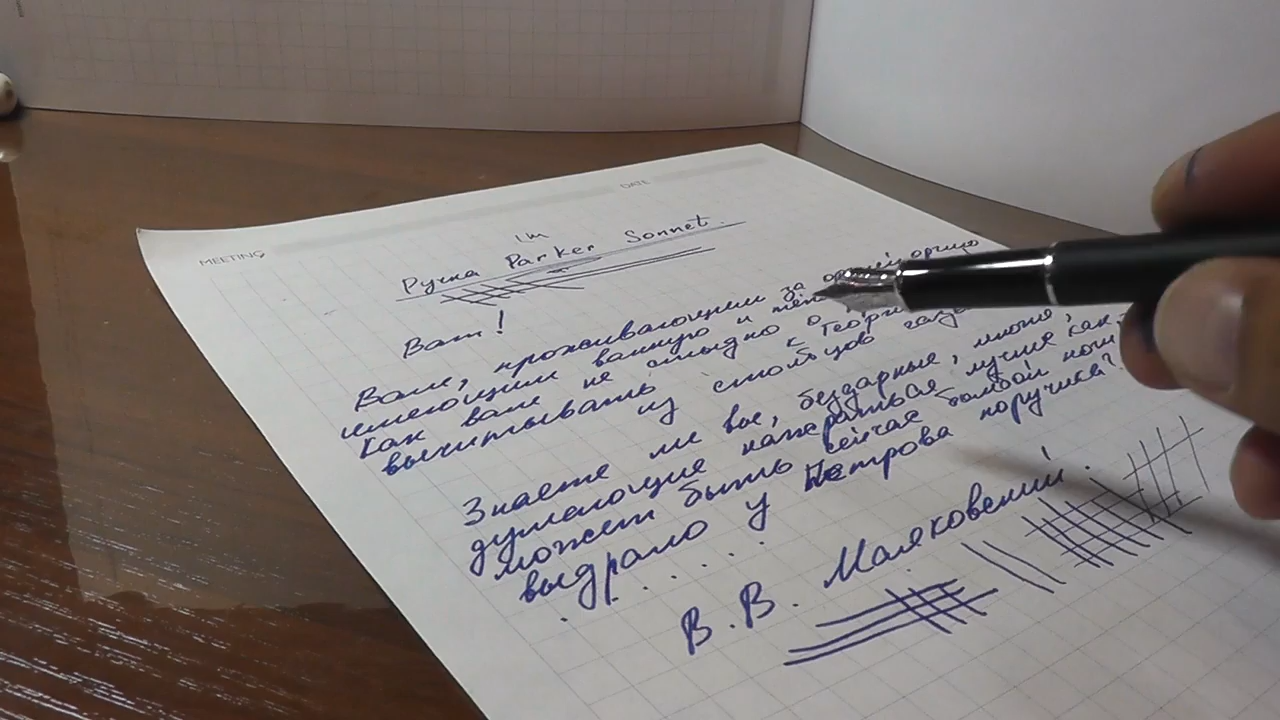 MEETING
DATE
im
Ручка Parker Sonnet.
Вам!
Вам, проживающим за оргией оргию
имеющим ванную и
Как вам не стыдно о
вычитывать из столбцов газет
Знаете ли вы, бездарные, многие,
думающие нажраться лучше как
может быть сейчас бомбой ноги
выдрало у Петрова поручика?
. . . . . .
В.В. Маяковский.